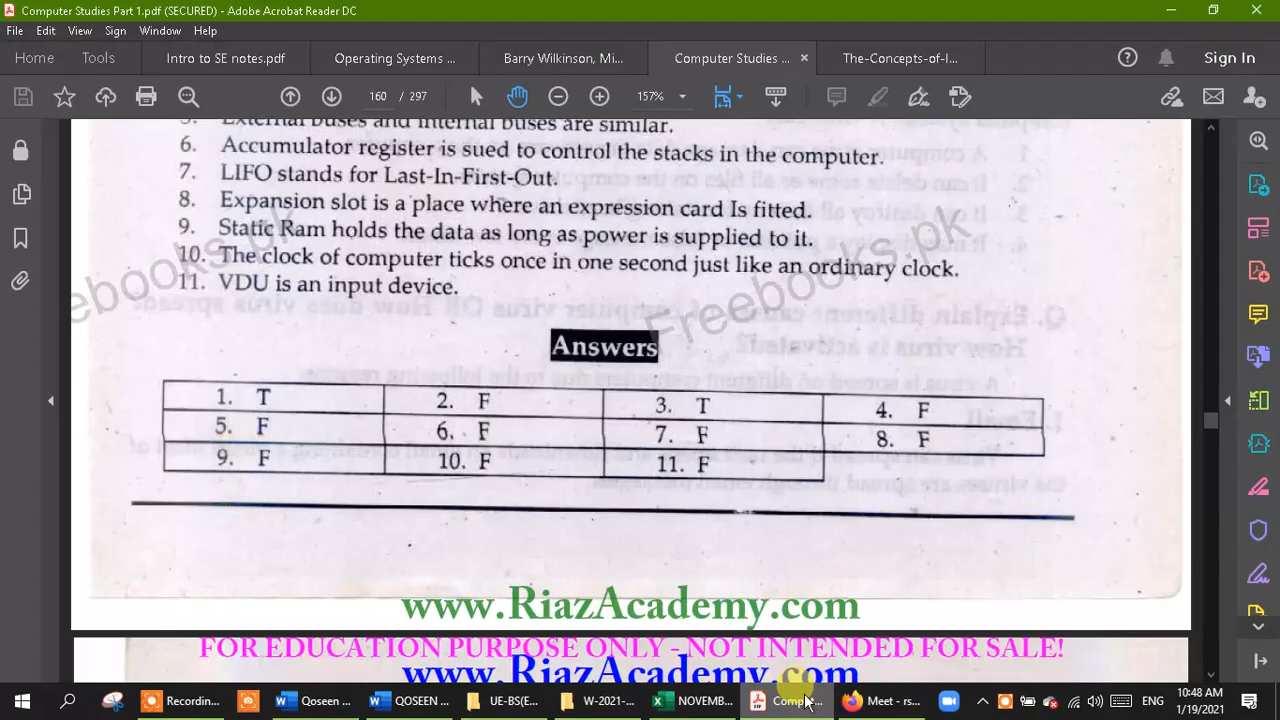 Computer Studies Part 1.pdf (SECURED) - Adobe Acrobat Reader DC
File Edit View Sign Window Help
Home Tools Intro to SE notes.pdf Operating Systems ... Barry Wilkinson, Mi... Computer Studies ... × The-Concepts-of-I... Sign In
160 / 297 157%
5. External buses and internal buses are similar.
6. Accumulator register is sued to control the stacks in the computer.
7. LIFO stands for Last-In-First-Out.
8. Expansion slot is a place where an expression card Is fitted.
9. Static Ram holds the data as long as power is supplied to it.
10. The clock of computer ticks once in one second just like an ordinary clock.
11. VDU is an input device.
Freebooks.pk
Answers
1. T 2. F 3. T 4. F
5. F 6. F 7. F 8. F
9. F 10. F 11. F
www.RiazAcademy.com
FOR EDUCATION PURPOSE ONLY - NOT INTENDED FOR SALE!
www.RiazAcademy.com
Recordin... Qoseen ... QOSEEN ... UE-BS(E... W-2021-... NOVEMB... Comp... Meet - rs... ENG 10:48 AM
1/19/2021